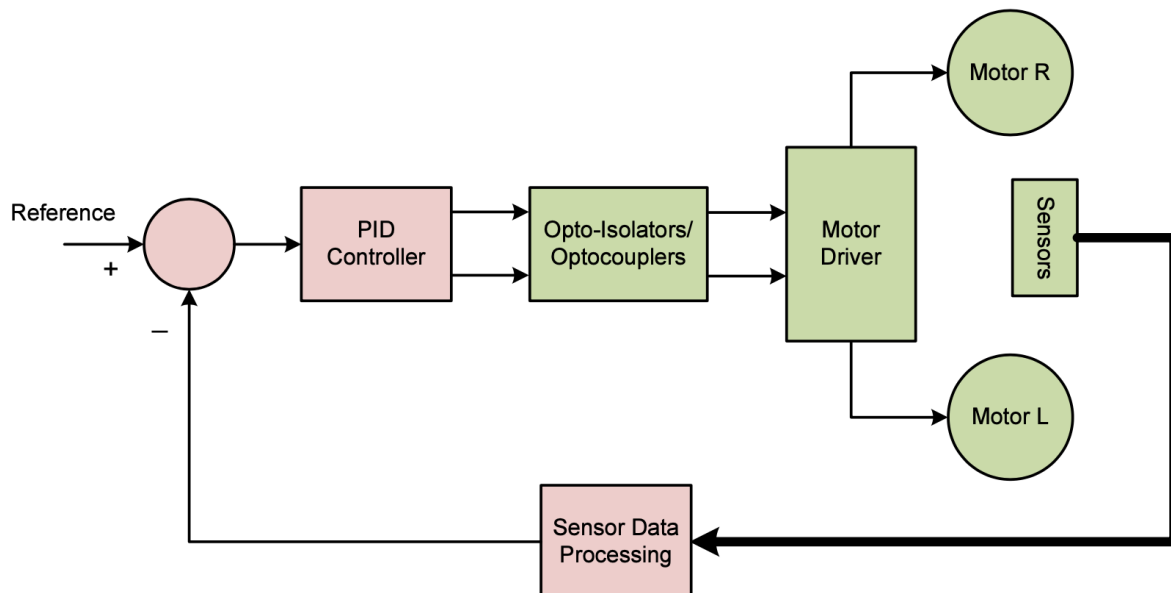 Reference
+
–
PID
Controller
Opto-Isolators/
Optocouplers
Motor
Driver
Motor R
Sensors
Motor L
Sensor Data
Processing